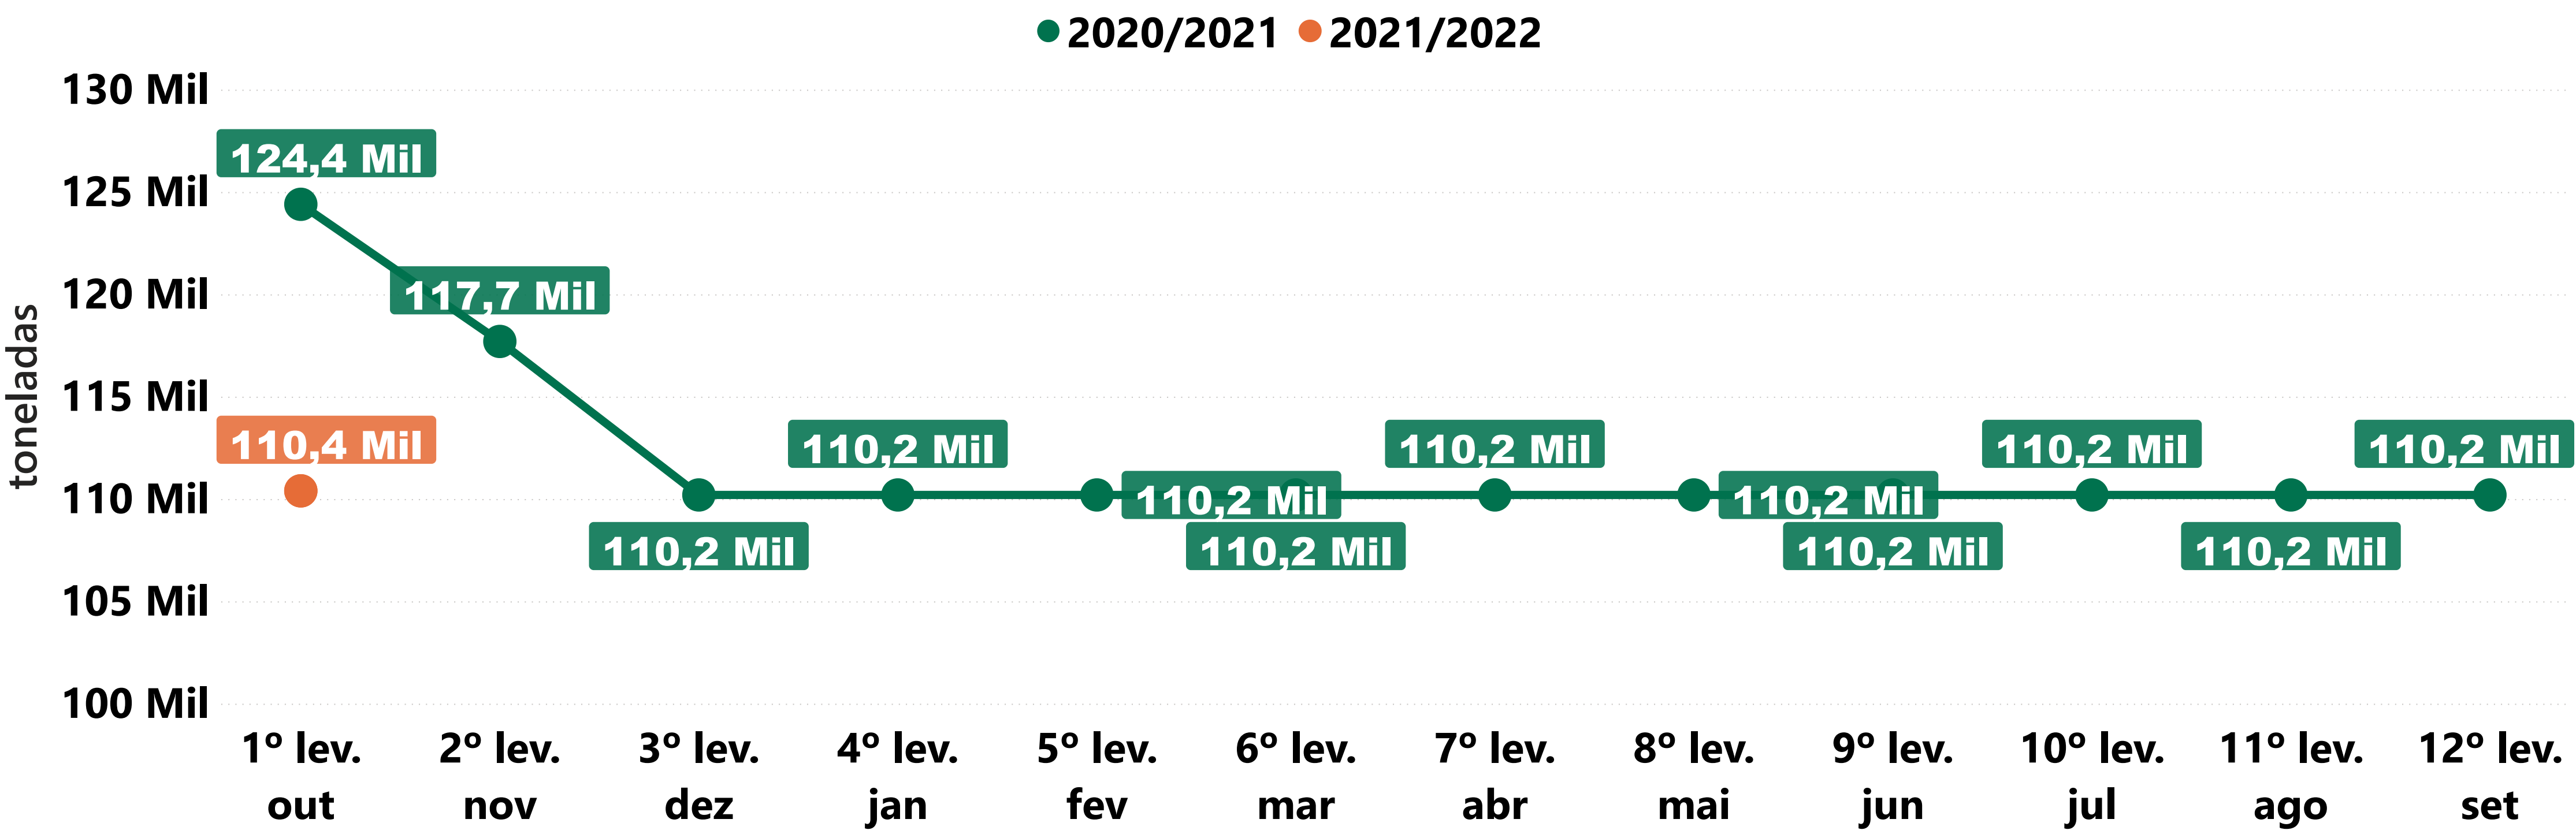 2020/2021 2021/2022
130 Mil
125 Mil
120 Mil
115 Mil
110 Mil
105 Mil
100 Mil
toneladas
124,4 Mil
117,7 Mil
110,4 Mil
110,2 Mil
110,2 Mil
110,2 Mil
110,2 Mil
110,2 Mil
110,2 Mil
110,2 Mil
110,2 Mil
110,2 Mil
110,2 Mil
1º lev. 2º lev. 3º lev. 4º lev. 5º lev. 6º lev. 7º lev. 8º lev. 9º lev. 10º lev. 11º lev. 12º lev.
out nov dez jan fev mar abr mai jun jul ago set